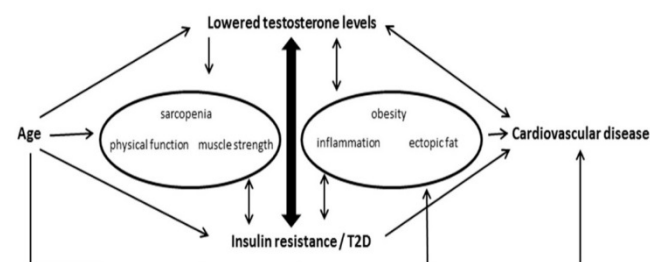 Lowered testosterone levels
sarcopenia
obesity
Age
physical function muscle strength
inflammation ectopic fat
Cardiovascular disease
Insulin resistance / T2D